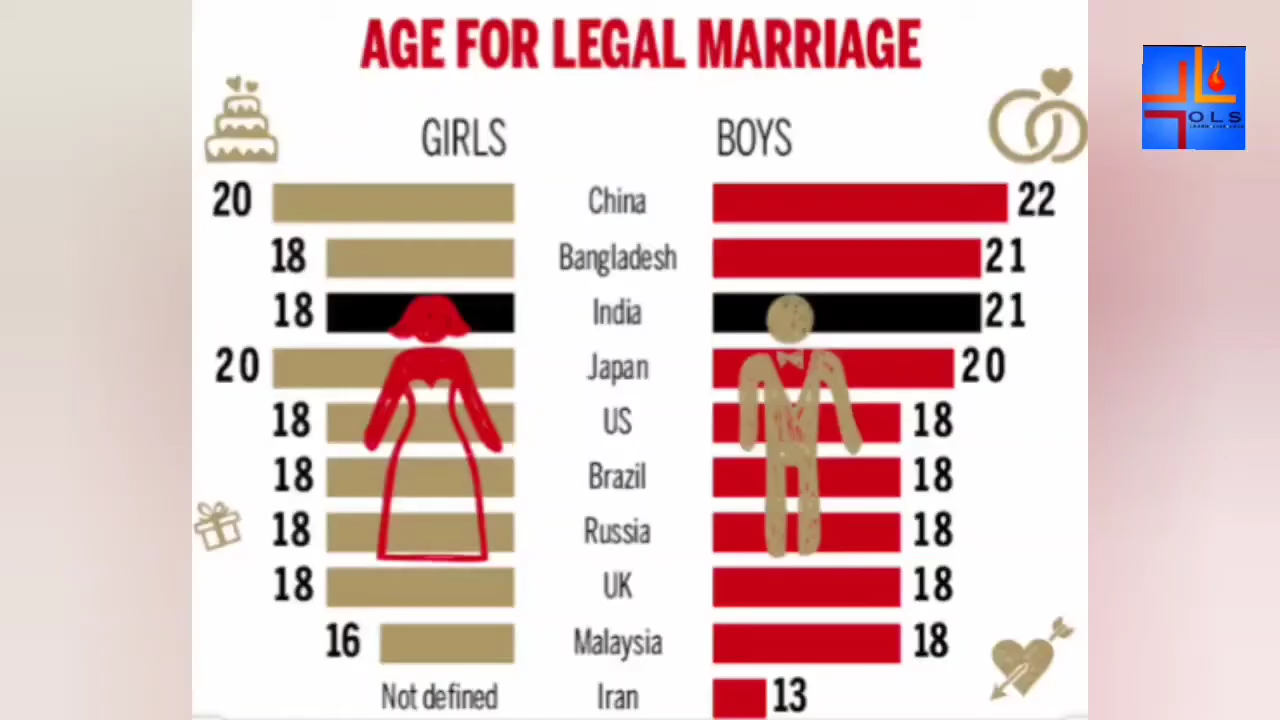 AGE FOR LEGAL MARRIAGE
GIRLS BOYS
20 China 22
18 Bangladesh 21
18 India 21
20 Japan 20
18 US 18
18 Brazil 18
18 Russia 18
18 UK 18
16 Malaysia 18
Not defined Iran 13
OLS